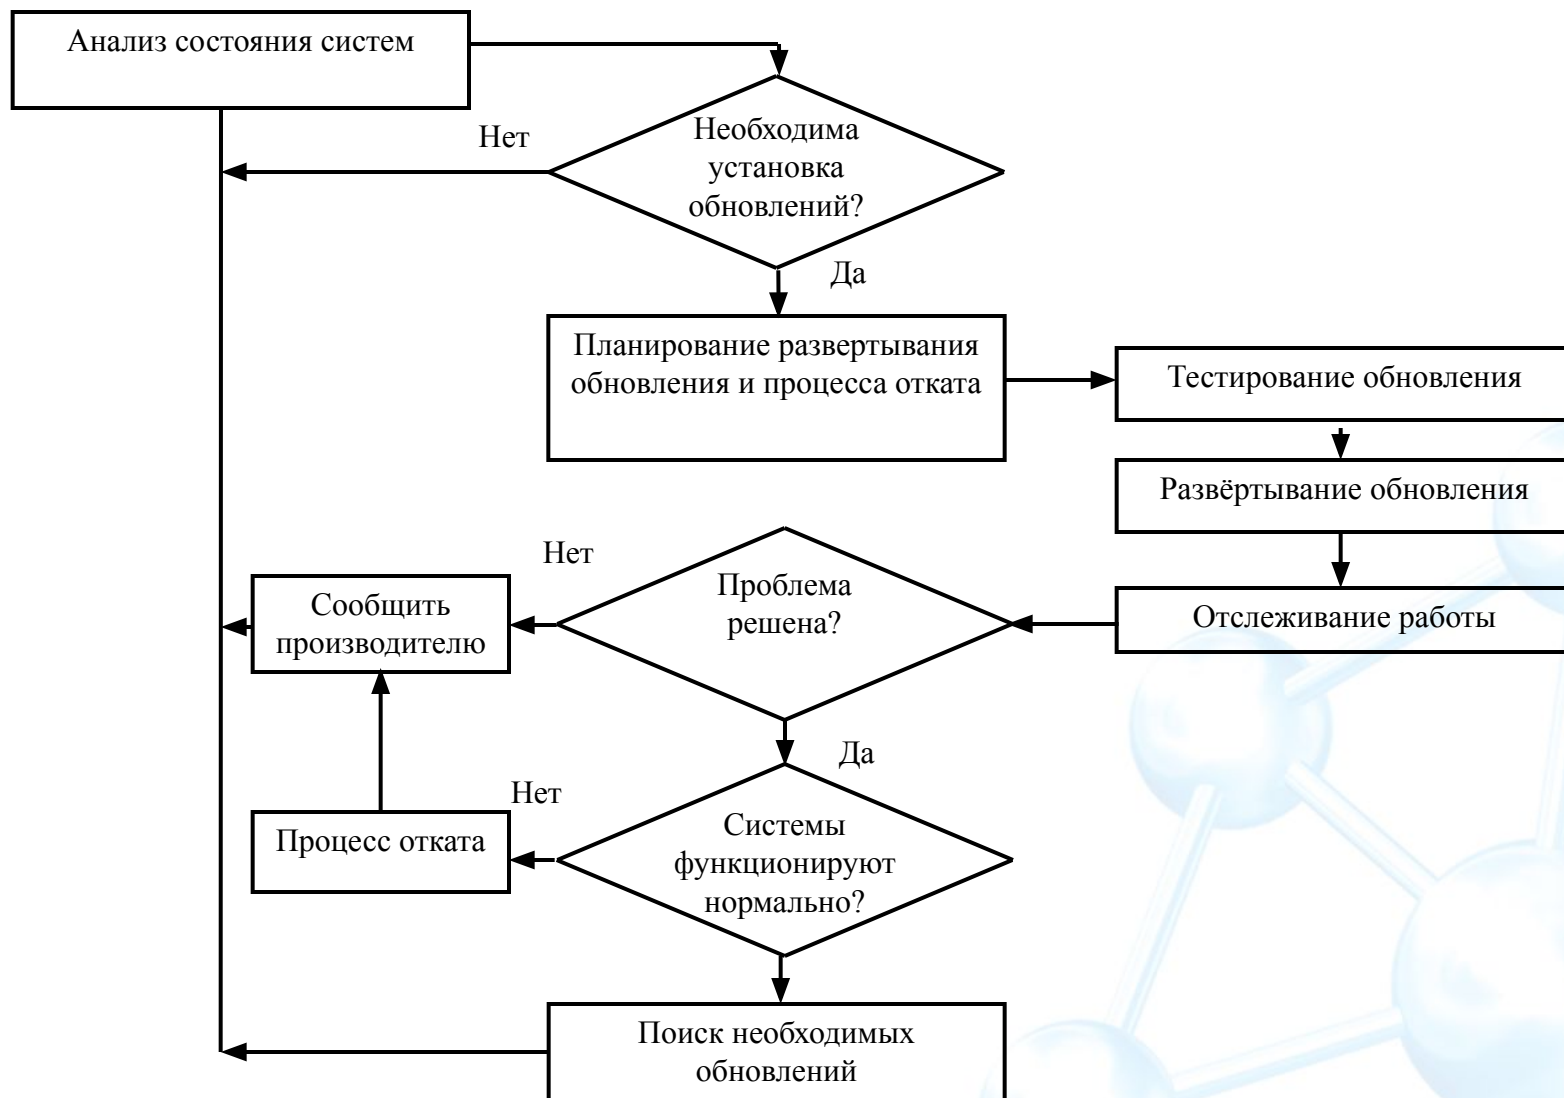 Анализ состояния систем
Нет
Необходима
установка
обновлений?
Да
Планирование развертывания
обновления и процесса отката
Тестирование обновления
Развёртывание обновления
Отслеживание работы
Нет
Проблема
решена?
Сообщить
производителю
Да
Нет
Системы
функционируют
нормально?
Процесс отката
Поиск необходимых
обновлений